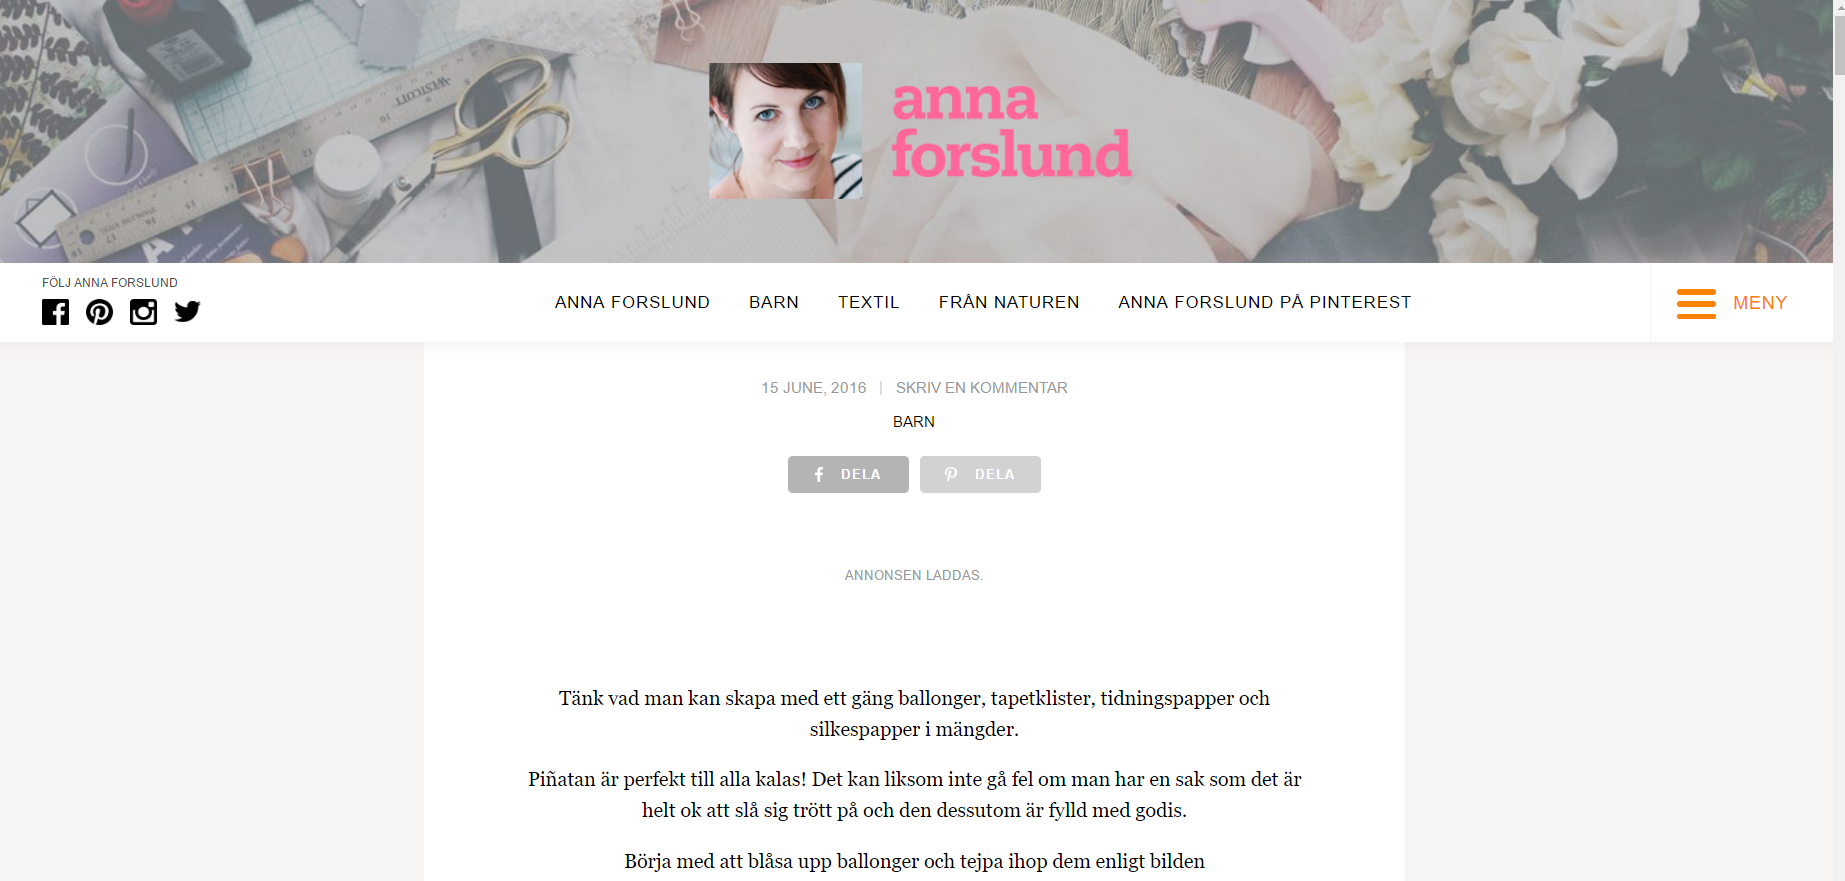 WESTCOTT
anna
forslund
FÖLJ ANNA FORSLUND
ANNA FORSLUND
BARN
TEXTIL
FRÅN NATUREN
ANNA FORSLUND PÅ PINTEREST
MENY
15 JUNE, 2016 | SKRIV EN KOMMENTAR
BARN
DELA
DELA
ANNONSEN LADDAS.
Tänk vad man kan skapa med ett gäng ballonger, tapetklister, tidningspapper och
silkespapper i mängder.
Piñatan är perfekt till alla kalas! Det kan liksom inte gå fel om man har en sak som det är
helt ok att slå sig trött på och den dessutom är fylld med godis.
Börja med att blåsa upp ballonger och tejpa ihop dem enligt bilden